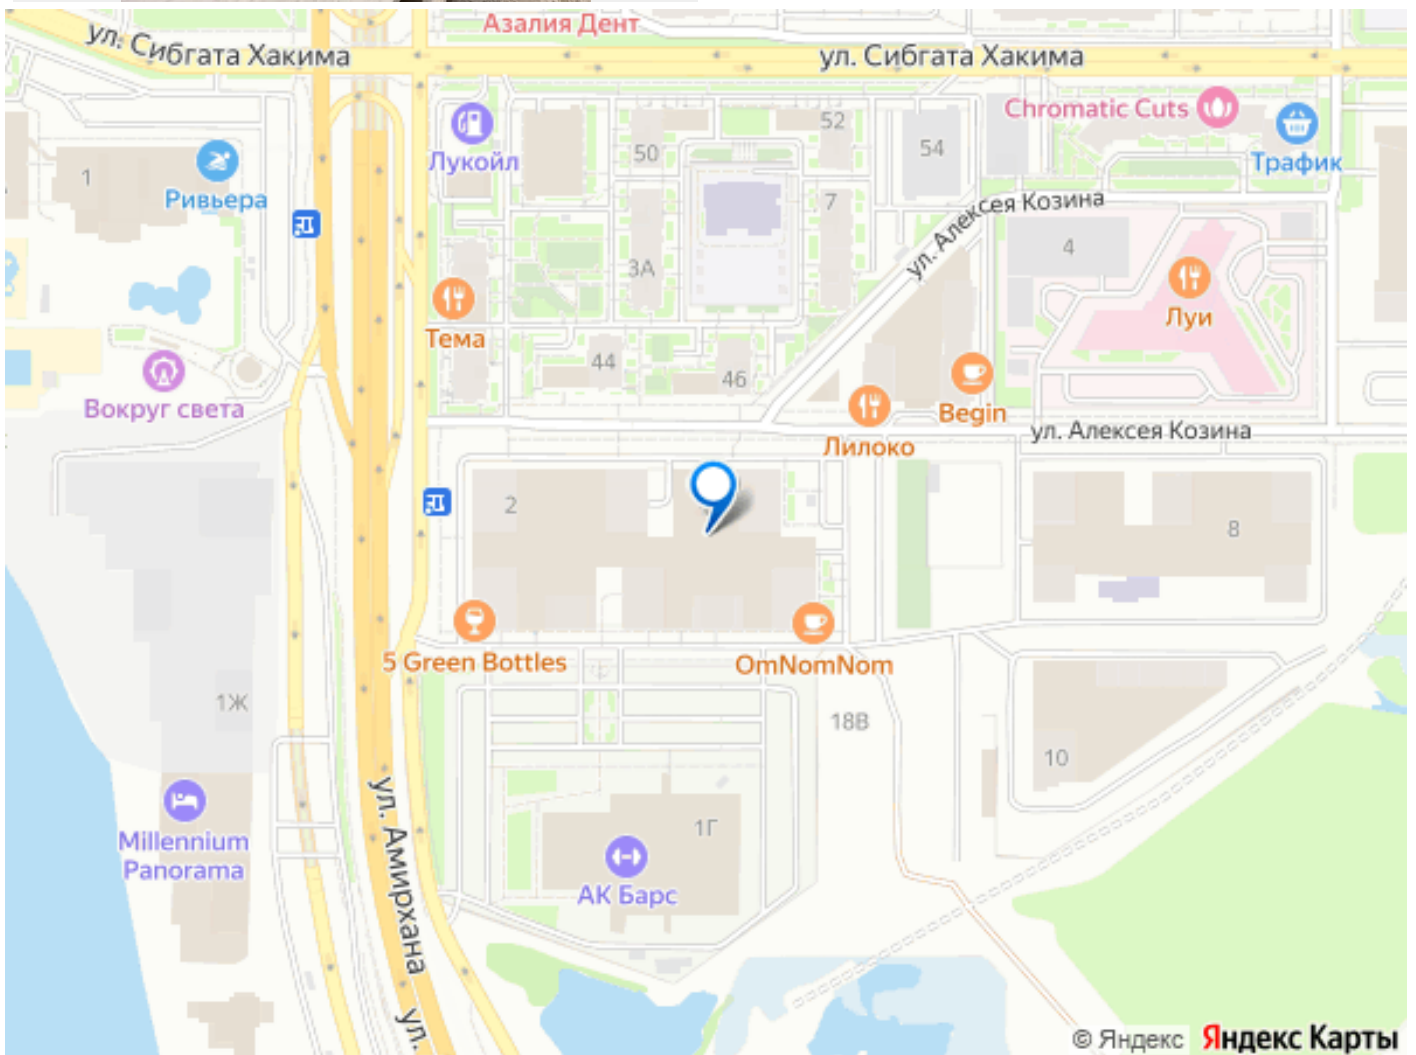 Азалия Дент
ул. Сибгата Хакима
ул. Сибгата Хакима
Chromatic Cuts
Лукойл
50
52
54
Трафик
1
Ривьера
7
ул. Алексея Козина
4
3А
Луи
Тема
44
46
Вокруг света
Begin
Лилоко
ул. Алексея Козина
2
8
5 Green Bottles
OmNomNom
1Ж
18В
10
Millennium
Panorama
ул. Амирхана
1Г
АК Барс
ул.
© Яндекс Яндекс Карты